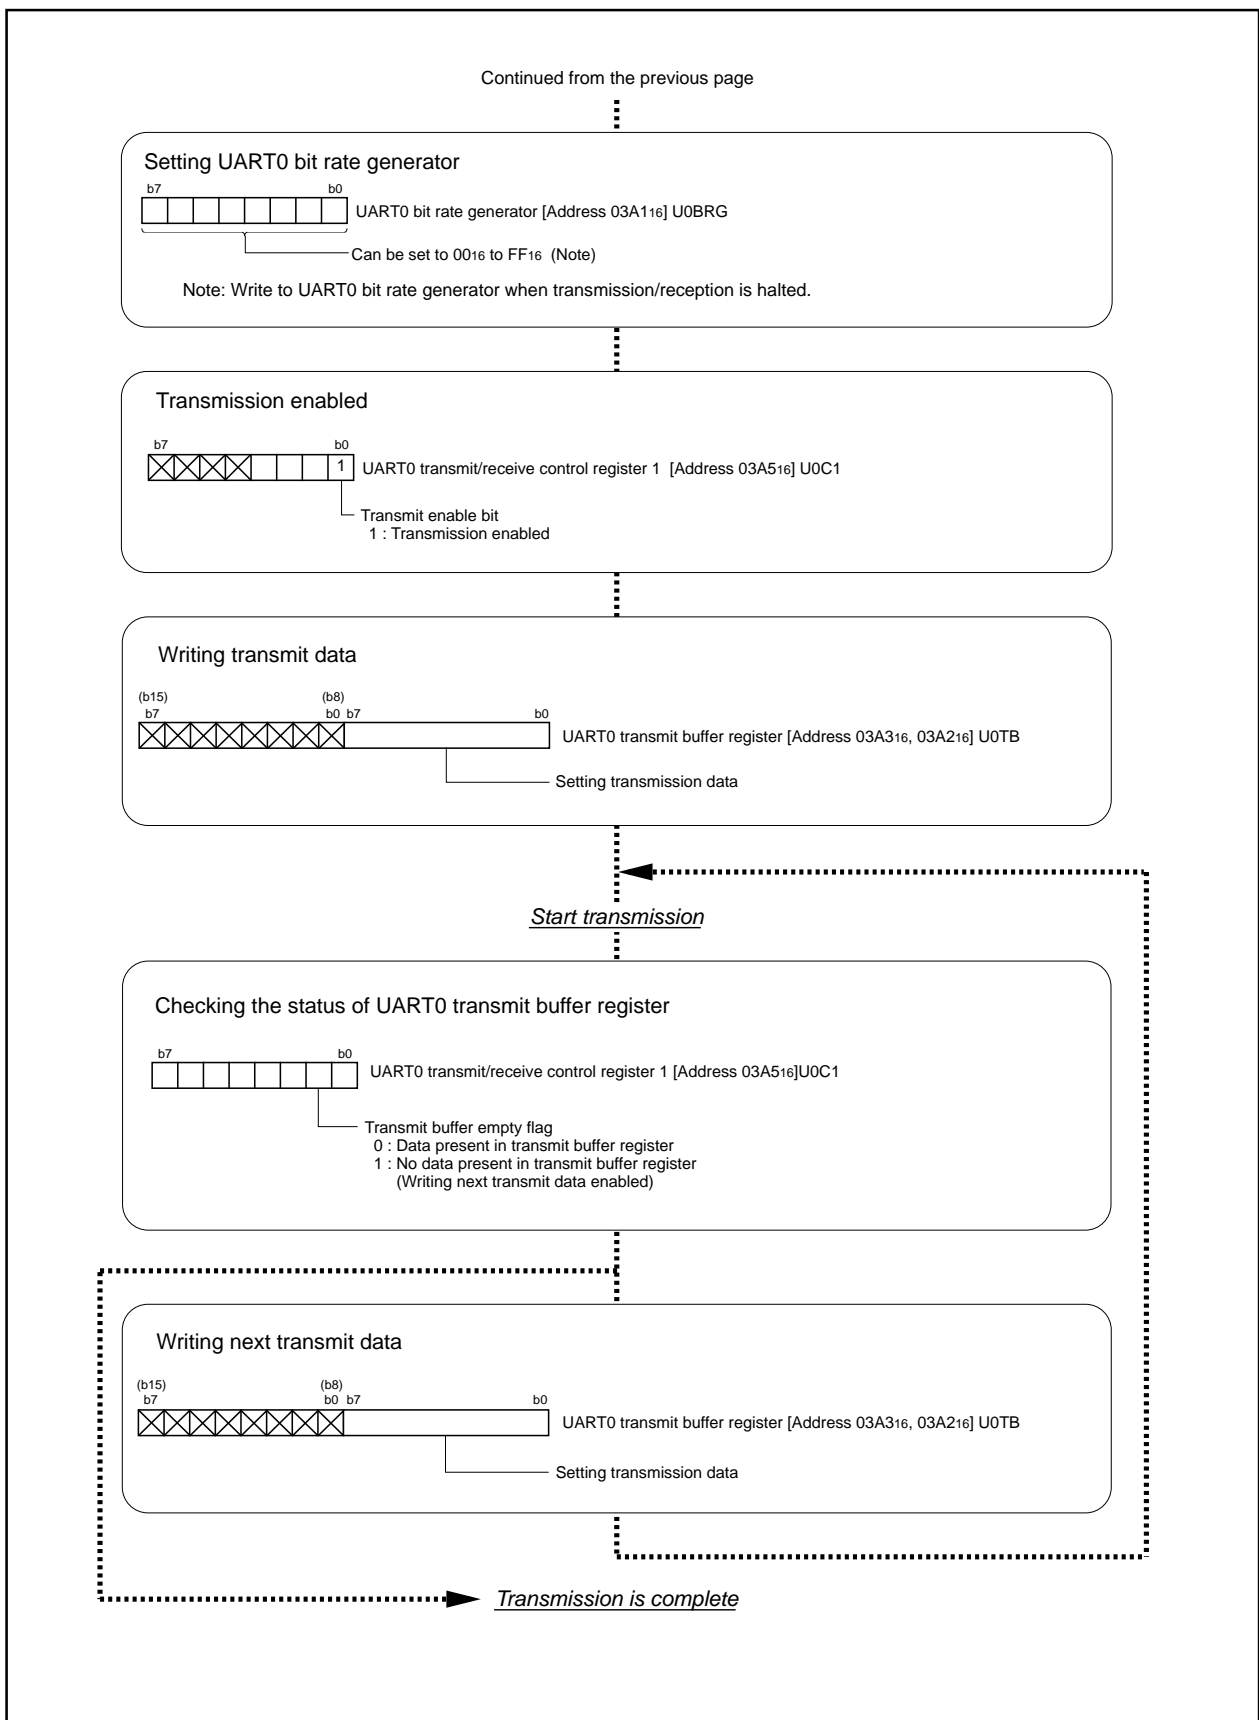 Continued from the previous page
Setting UART0 bit rate generator
b7 b0
UART0 bit rate generator [Address 03A116] U0BRG
Can be set to 0016 to FF16 (Note)
Note: Write to UART0 bit rate generator when transmission/reception is halted.
Transmission enabled
b7 b0
1 UART0 transmit/receive control register 1 [Address 03A516] U0C1
Transmit enable bit
1 : Transmission enabled
Writing transmit data
(b15) (b8)
b7 b0 b7 b0
UART0 transmit buffer register [Address 03A316, 03A216] U0TB
Setting transmission data
Start transmission
Checking the status of UART0 transmit buffer register
b7 b0
UART0 transmit/receive control register 1 [Address 03A516]U0C1
Transmit buffer empty flag
0 : Data present in transmit buffer register
1 : No data present in transmit buffer register
(Writing next transmit data enabled)
Writing next transmit data
(b15) (b8)
b7 b0 b7 b0
UART0 transmit buffer register [Address 03A316, 03A216] U0TB
Setting transmission data
Transmission is complete